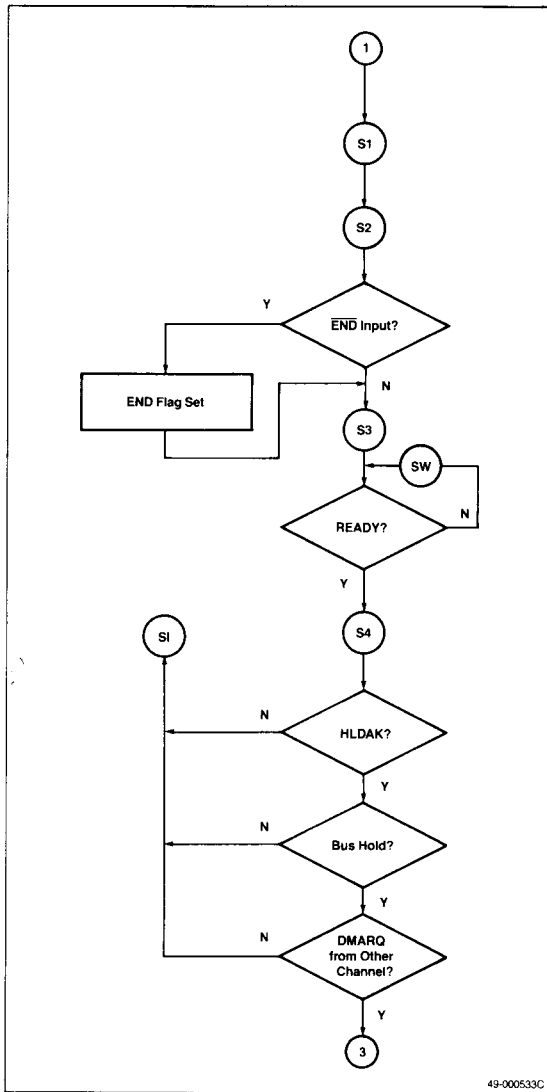 1
S1
S2
Y
END Input?
END Flag Set
N
S3
SW
READY?
N
Y
SI
S4
N
HLDAK?
Y
N
Bus Hold?
Y
N
DMARQ
from Other
Channel?
Y
3
49-000533C